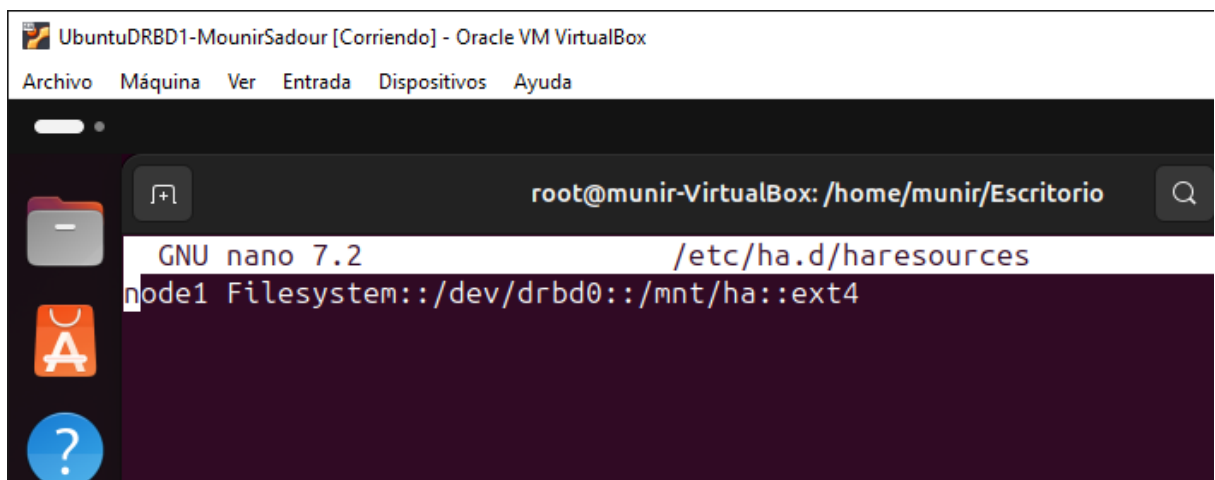 UbuntuDRBD1-MounirSadour [Corriendo] - Oracle VM VirtualBox
Archivo Máquina Ver Entrada Dispositivos Ayuda
root@munir-VirtualBox: /home/munir/Escritorio
GNU nano 7.2 /etc/ha.d/haresources
node1 Filesystem::/dev/drbd0::/mnt/ha::ext4